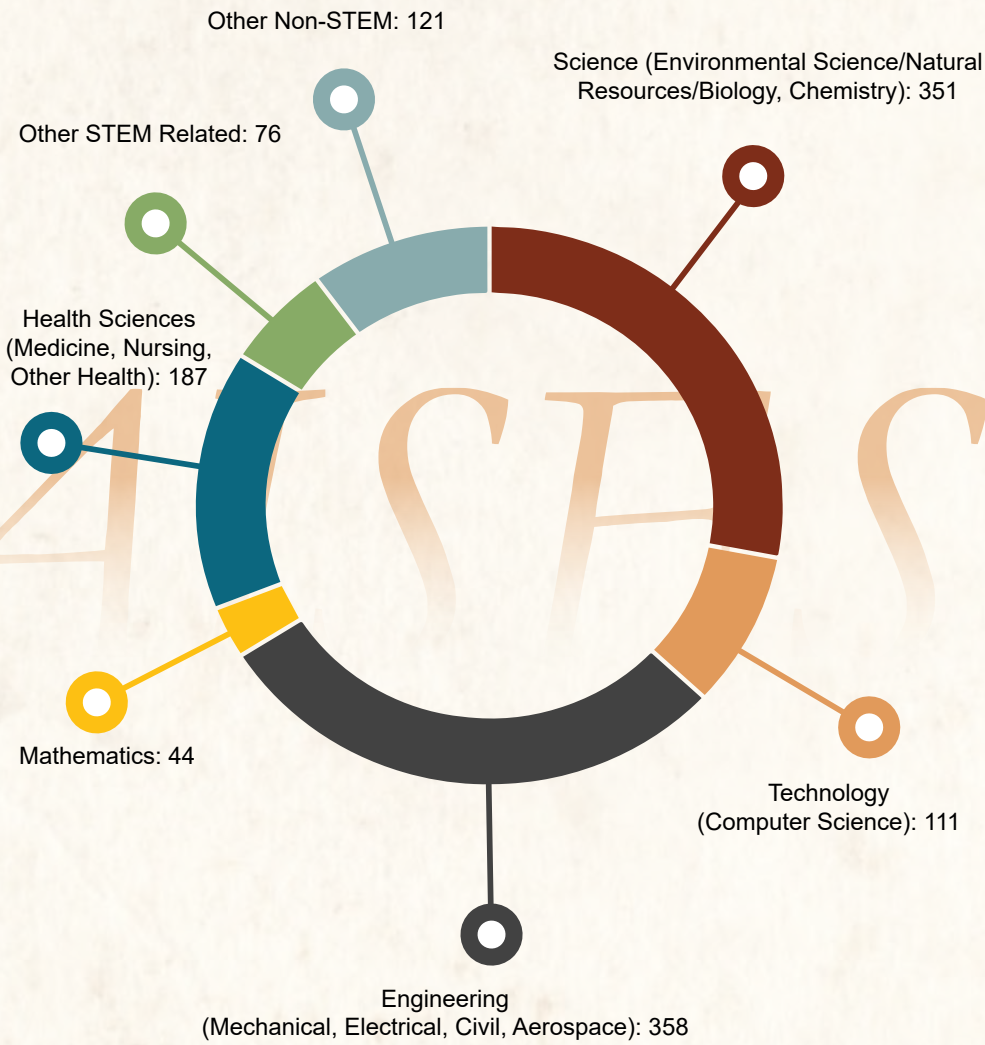 Other Non-STEM: 121
Science (Environmental Science/Natural
Resources/Biology, Chemistry): 351
Other STEM Related: 76
Health Sciences
(Medicine, Nursing,
Other Health): 187
AISES
Mathematics: 44
Technology
(Computer Science): 111
Engineering
(Mechanical, Electrical, Civil, Aerospace): 358